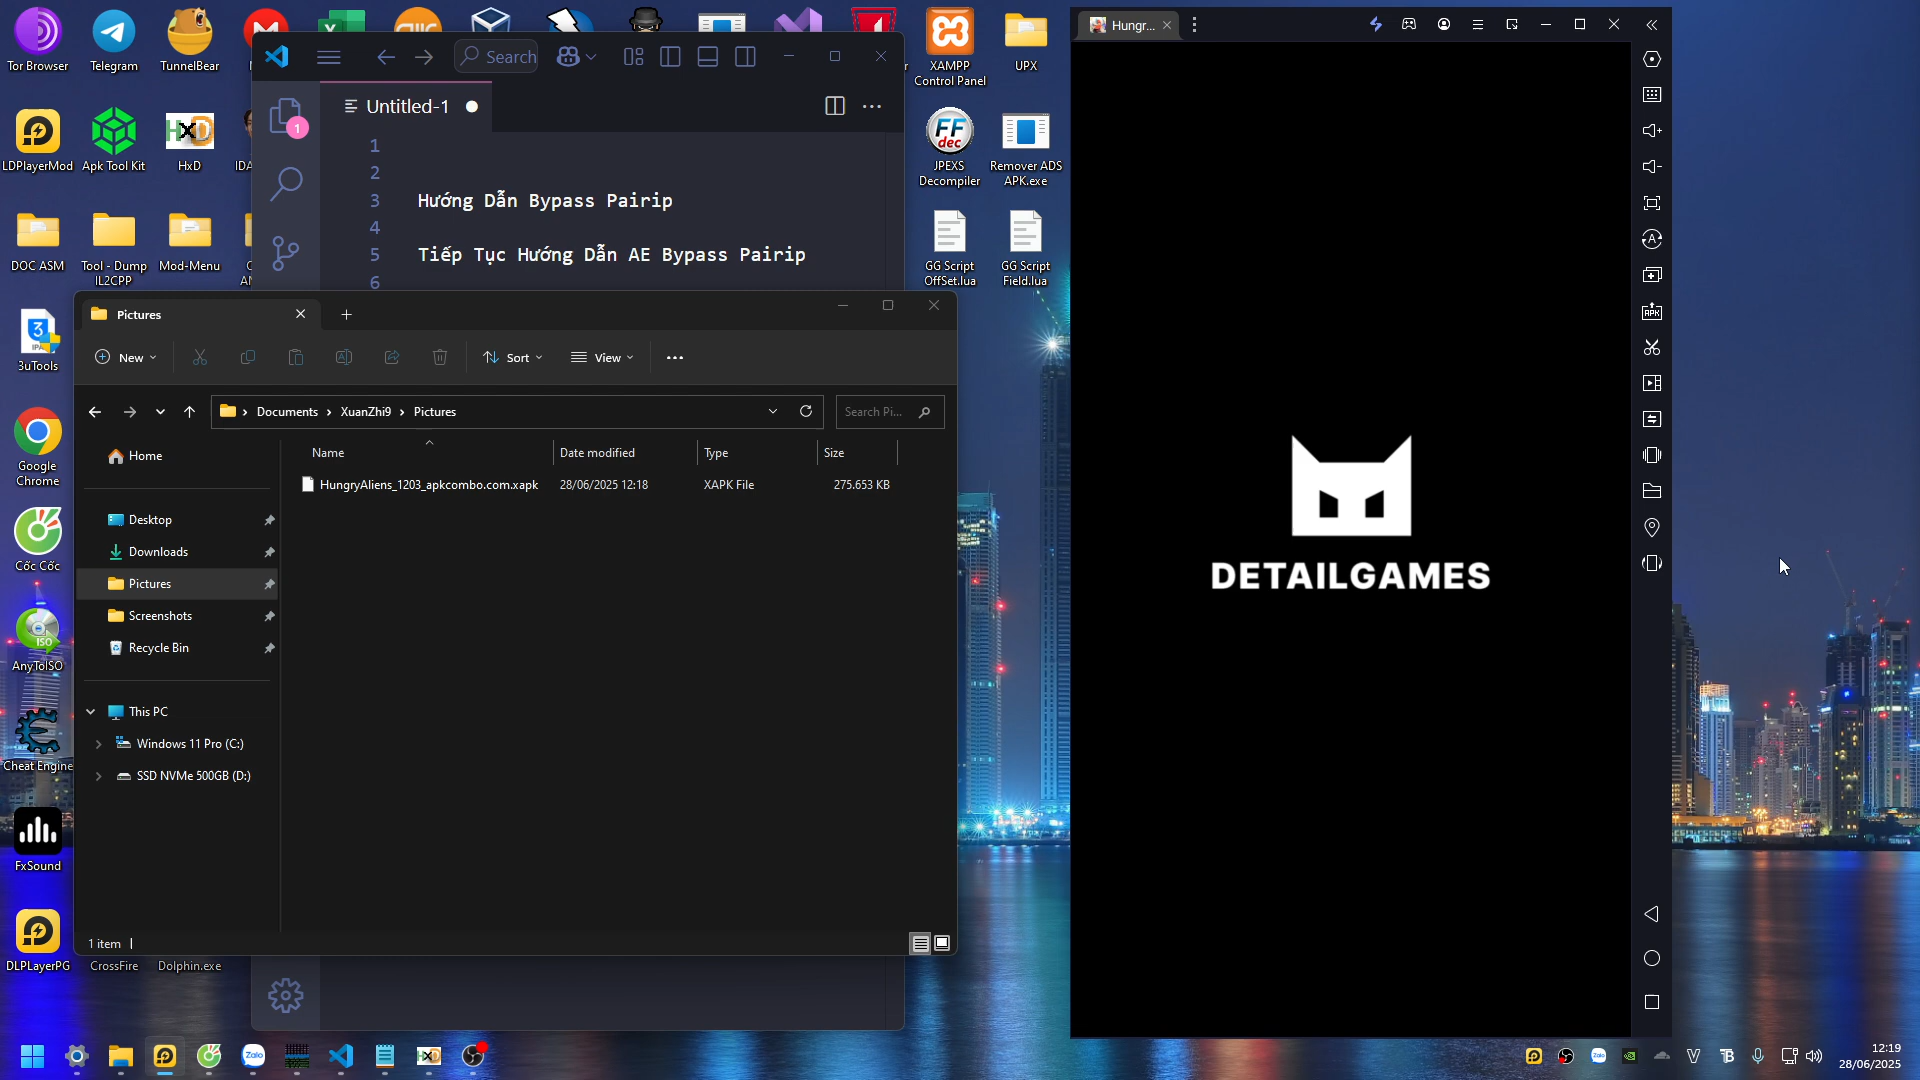 Tor Browser
Telegram
TunnelBear
XAMPP
Control Panel
UPX
LDPlayerMod
Apk Tool Kit
HxD
JPEXS
Decompiler
Remover ADS
APK.exe
DOC ASM
Tool - Dump
IL2CPP
Mod-Menu
GG Script
OffSet.lua
GG Script
Field.lua
3uTools
Google
Chrome
Cốc Cốc
AnyToISO
Cheat Engine
FxSound
DLPLayerPG
CrossFire
Dolphin.exe
Search
Untitled-1
1
1
2
3 Hướng Dẫn Bypass Pairip
4
5 Tiếp Tục Hướng Dẫn AE Bypass Pairip
6
Pictures
New
Sort
View
Documents > XuanZhi9 > Pictures
Search Pi...
Home
Desktop
Downloads
Pictures
Screenshots
Recycle Bin
This PC
Windows 11 Pro (C:)
SSD NVMe 500GB (D:)
Name Date modified Type Size
HungryAliens_1203_apkcombo.com.xapk 28/06/2025 12:18 XAPK File 275.653 KB
1 item
Hungr...
DETAILGAMES
12:19
28/06/2025